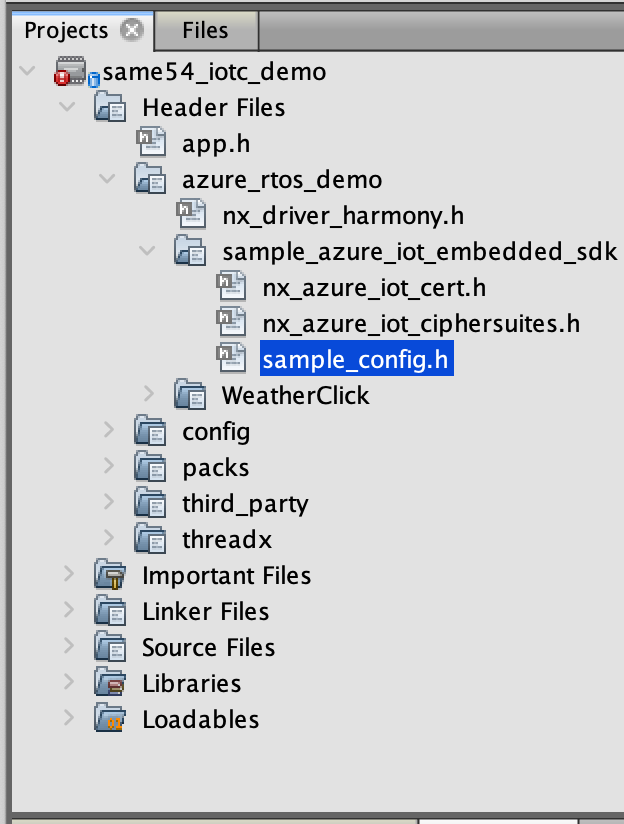 Projects Files
same54_iotc_demo
Header Files
app.h
azure_rtos_demo
nx_driver_harmony.h
sample_azure_iot_embedded_sdk
nx_azure_iot_cert.h
nx_azure_iot_ciphersuites.h
sample_config.h
WeatherClick
config
packs
third_party
threadx
Important Files
Linker Files
Source Files
Libraries
Loadables